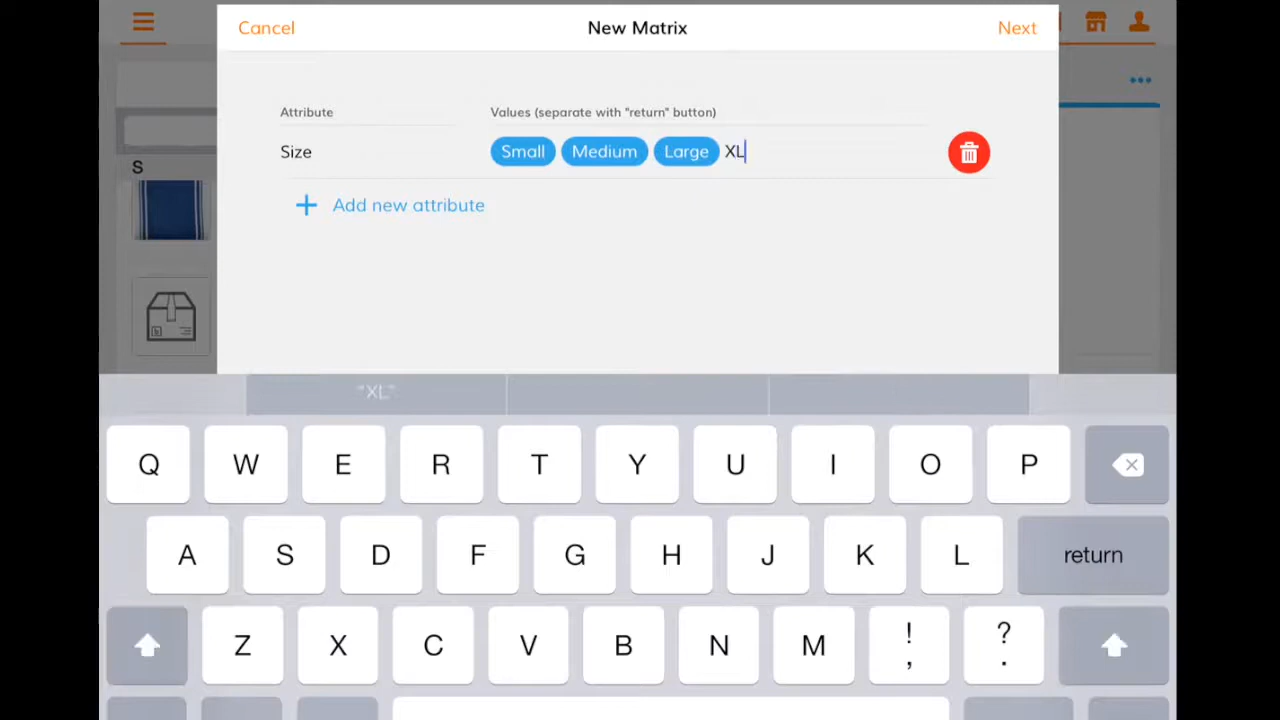 Cancel New Matrix Next
Attribute Values (separate with "return" button)
Size Small Medium Large XL
S
+ Add new attribute
"XL"
Q W E R T Y U I O P
A S D F G H J K L return
Z X C V B N M ! , ? .